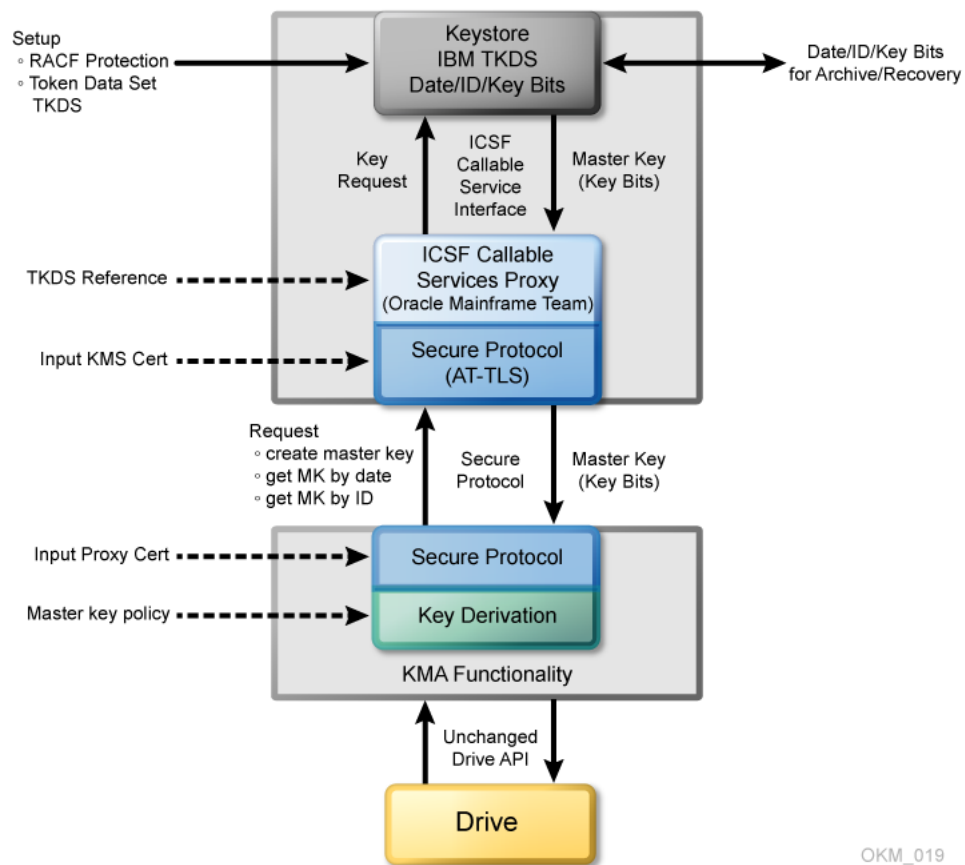 Setup
◦ RACF Protection
◦ Token Data Set
TKDS
Keystore
IBM TKDS
Date/ID/Key Bits
Date/ID/Key Bits
for Archive/Recovery
Key
Request
ICSF
Callable
Service
Interface
Master Key
(Key Bits)
TKDS Reference
ICSF Callable
Services Proxy
(Oracle Mainframe Team)
Input KMS Cert
Secure Protocol
(AT-TLS)
Request
◦ create master key
◦ get MK by date
◦ get MK by ID
Secure
Protocol
Master Key
(Key Bits)
Input Proxy Cert
Secure Protocol
Master key policy
Key Derivation
KMA Functionality
Unchanged
Drive API
Drive
OKM_019